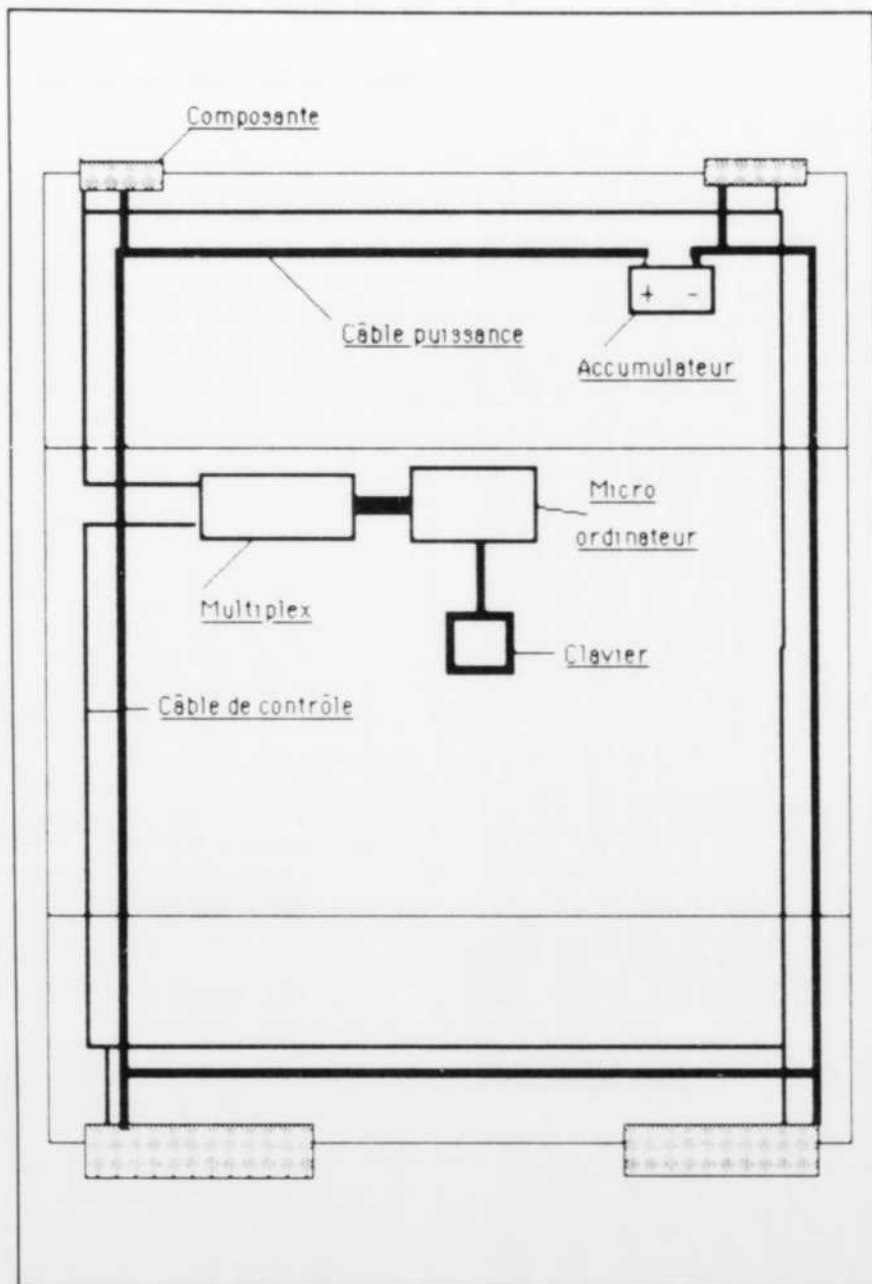 Composante
Câble puissance
+ -
Accumulateur
Micro
ordinateur
Multiplex
Clavier
Câble de contrôle